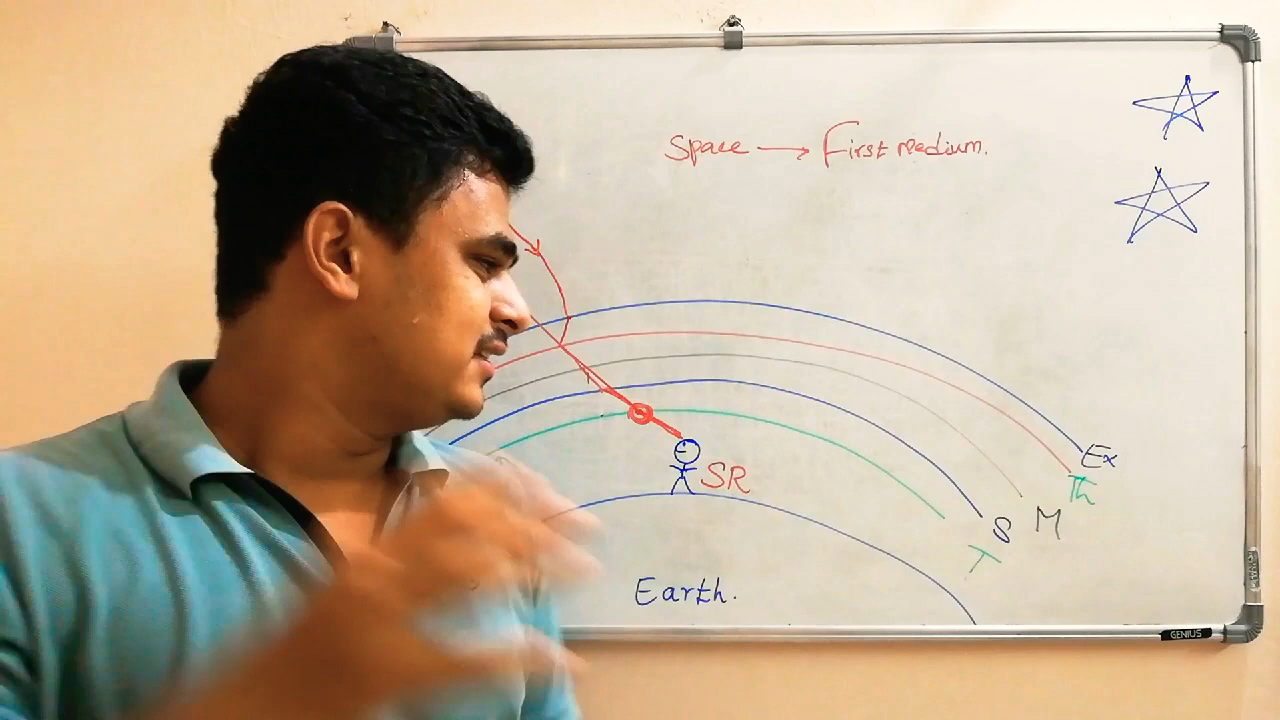 Space → First medium.
Ex
Th
SR
M
S
T
Earth.
GENIUS